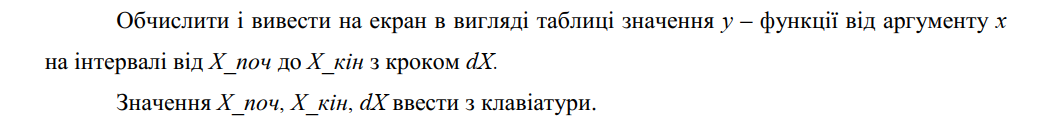 Обчислити і вивести на екран в вигляді таблиці значення y – функції від аргументу x
на інтервалі від X_поч до X_кін з кроком dX.
Значення X_поч, X_кін, dX ввести з клавіатури.